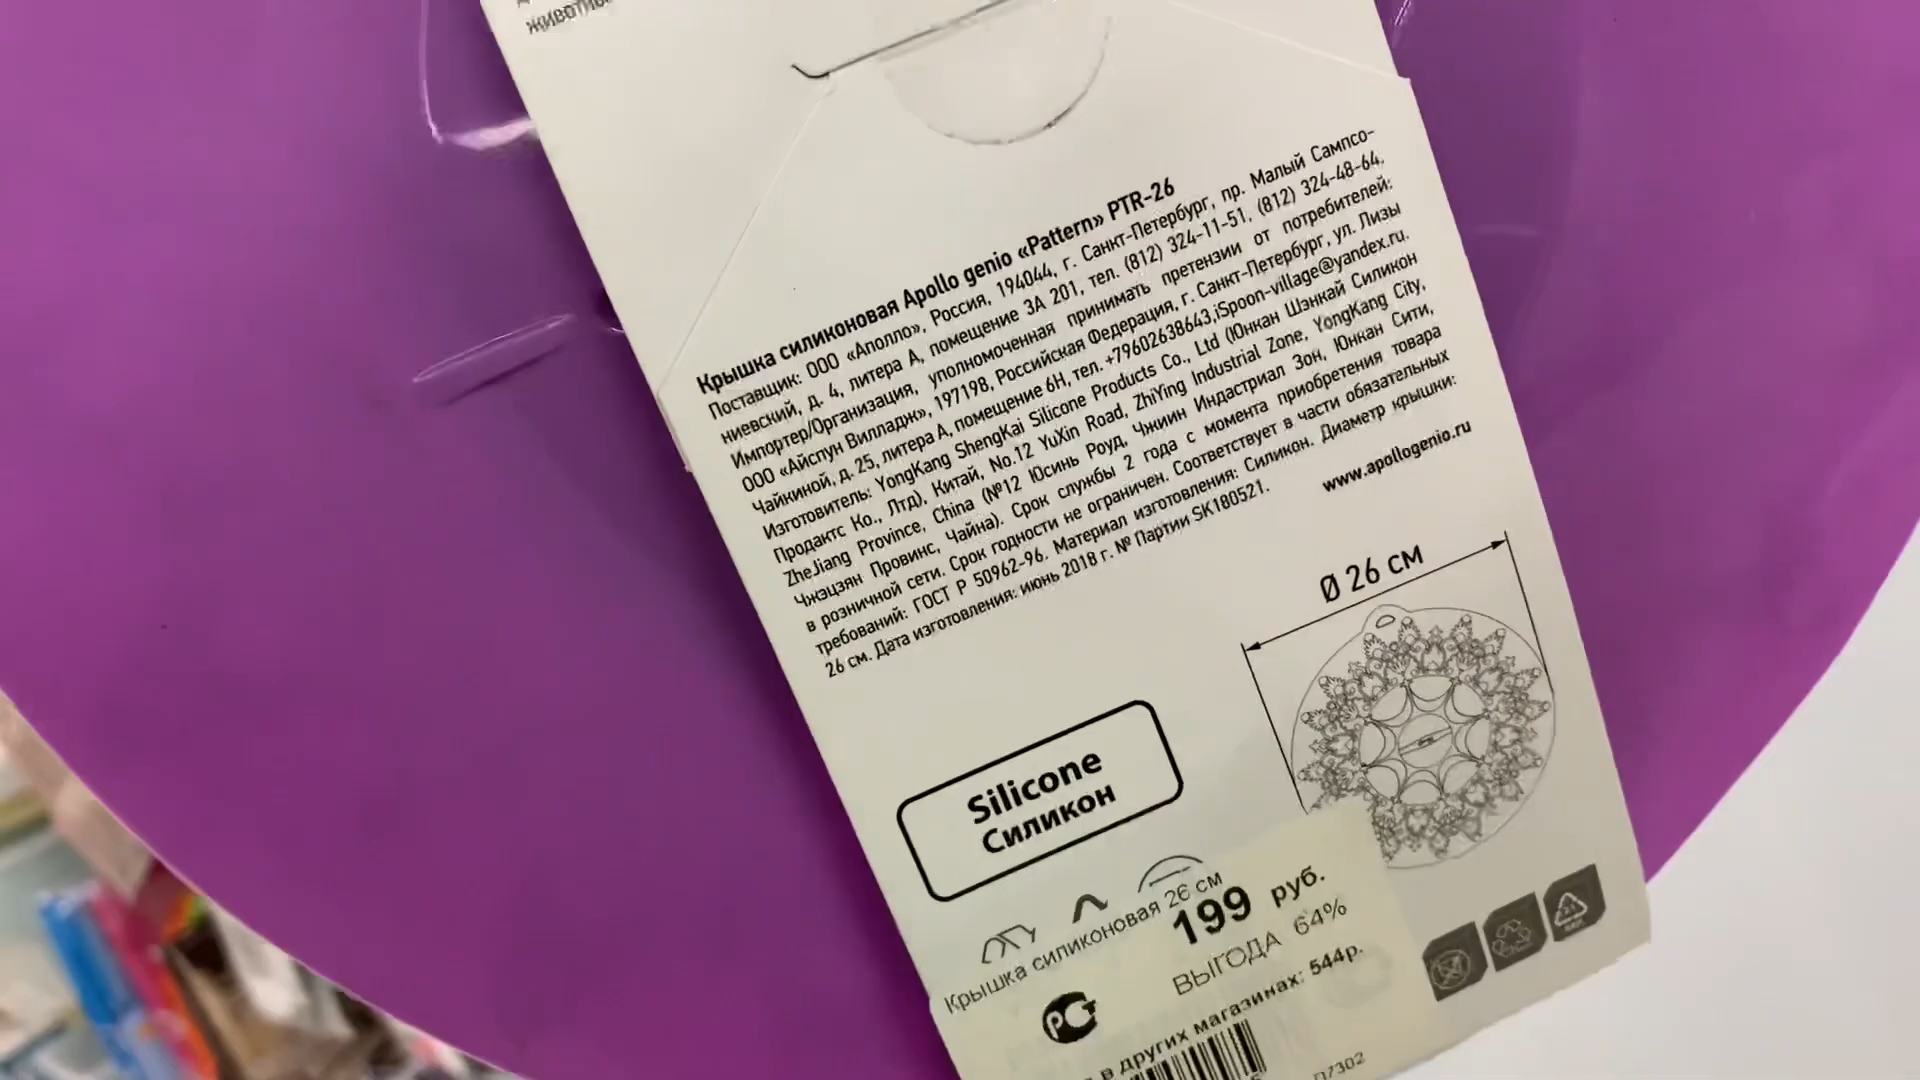 Крышка силиконовая Apollo genio «Pattern» PTR-26
Поставщик: ООО «Аполло», Россия, 194044, г. Санкт-Петербург, пр. Малый Сампсо-
ниевский, д. 4, литера А, помещение 3А 201, тел. (812) 324-11-51, (812) 324-48-64.
Импортер/Организация, уполномоченная принимать претензии от потребителей:
ООО «Айспун Вилладж», 197198, Российская Федерация, г. Санкт-Петербург, ул. Лизы
Чайкиной, д. 25, литера А, помещение 6Н, тел. +79602638643,iSpoon-village@yandex.ru.
Изготовитель: YongKang ShengKai Silicone Products Co., Ltd (Юнкан Шэнкай Силикон
Продактс Ко., Лтд), Китай, No.12 YuXin Road, ZhiYing Industrial Zone, YongKang City,
ZheJiang Province, China (№12 Юсинь Роуд, Чжиин Индастриал Зон, Юнкан Сити,
Чжэцзян Провинс, Чайна). Срок службы 2 года с момента приобретения товара
в розничной сети. Срок годности не ограничен. Соответствует в части обязательных
требований: ГОСТ Р 50962-96. Материал изготовления: Силикон. Диаметр крышки:
26 см. Дата изготовления: июнь 2018 г. № Партии SK180521.
www.apollogenio.ru
Ø 26 см
Silicone
Силикон
Крышка силиконовая 26 см
199 руб.
ВЫГОДА 64%
в других магазинах: 544р.